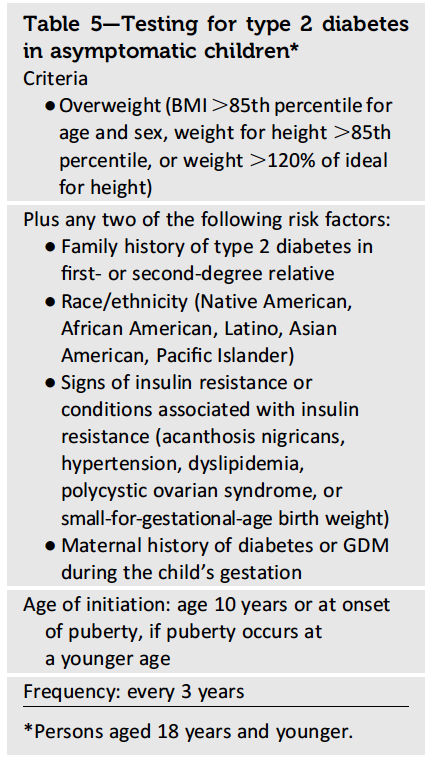 Table 5—Testing for type 2 diabetes
in asymptomatic children*
Criteria
● Overweight (BMI >85th percentile for
age and sex, weight for height >85th
percentile, or weight >120% of ideal
for height)
Plus any two of the following risk factors:
● Family history of type 2 diabetes in
first- or second-degree relative
● Race/ethnicity (Native American,
African American, Latino, Asian
American, Pacific Islander)
● Signs of insulin resistance or
conditions associated with insulin
resistance (acanthosis nigricans,
hypertension, dyslipidemia,
polycystic ovarian syndrome, or
small-for-gestational-age birth weight)
● Maternal history of diabetes or GDM
during the child's gestation
Age of initiation: age 10 years or at onset
of puberty, if puberty occurs at
a younger age
Frequency: every 3 years
*Persons aged 18 years and younger.